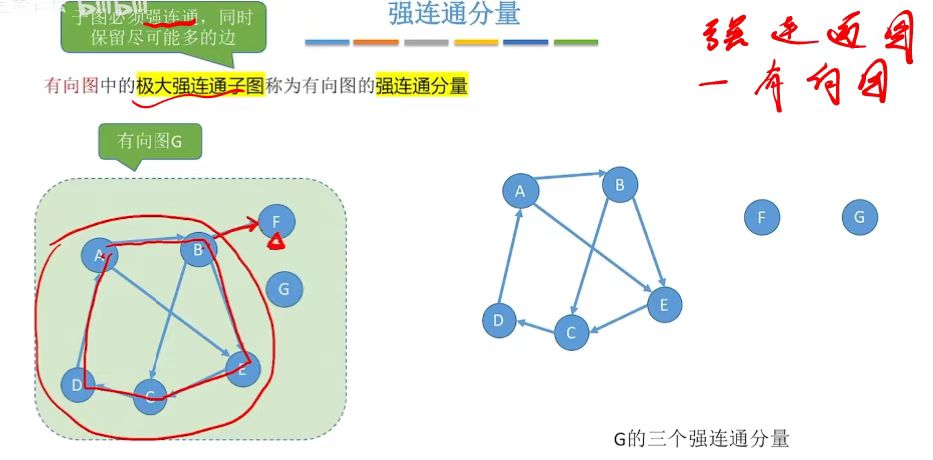 bilibili
子图必须强连通，同时
保留尽可能多的边
强连通分量
强连通图
一有向图
有向图中的极大强连通子图称为有向图的强连通分量
有向图G
A
B
F
G
D
C
E
A
B
F
G
D
C
E
G的三个强连通分量